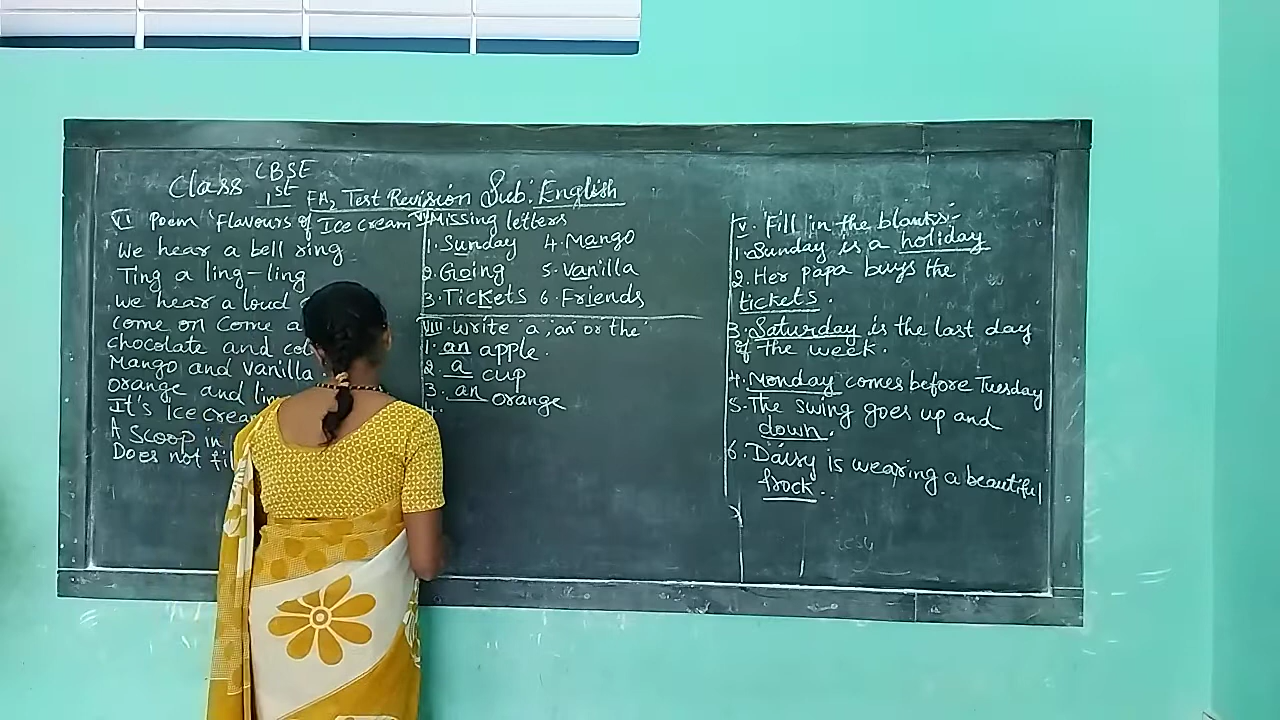 CBSE
Class 1st FA2 Test Revision Sub: English
VI Poem 'Flavours of Ice cream'
We hear a bell ring
Ting a ling-ling
We hear a loud
come on come a
chocolate and
Mango and vanilla
orange and
It's Ice cream
A scoop in
Does not
VII Missing letters
1. Sunday 4. Mango
2. Going 5. Vanilla
3. Tickets 6. Friends
VIII. Write 'a', 'an' or 'the'
1. an apple.
2. a cup
3. an orange
4.
V. Fill in the blanks:-
1. Sunday is a holiday
2. Her papa buys the
tickets.
3. Saturday is the last day
of the week.
4. Monday comes before Tuesday
5. The swing goes up and
down.
6. Daisy is wearing a beautiful
frock..